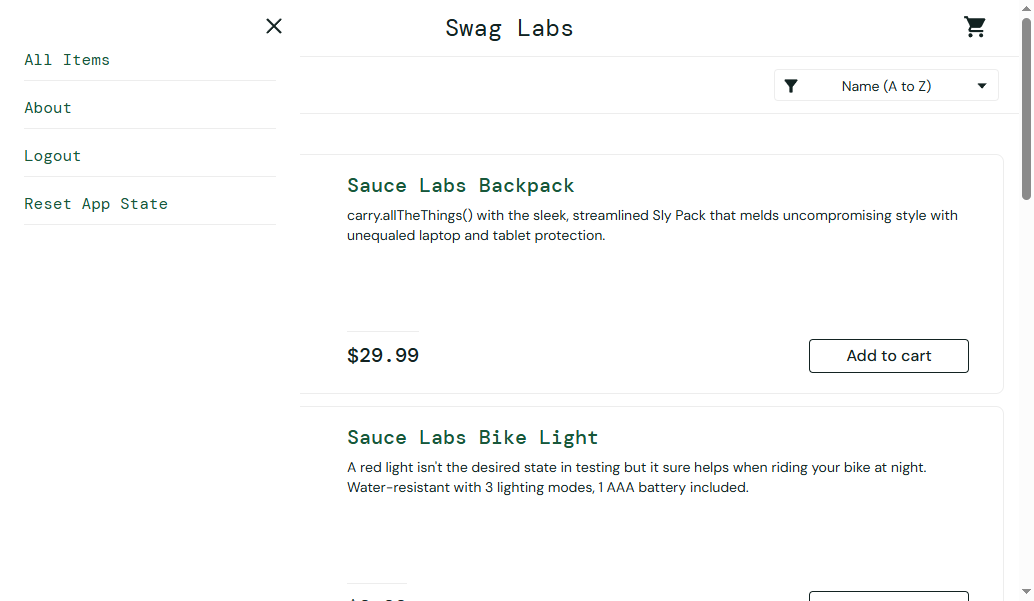 Swag Labs
All Items
About
Logout
Reset App State
Name (A to Z)
Sauce Labs Backpack
carry.allTheThings() with the sleek, streamlined Sly Pack that melds uncompromising style with
unequaled laptop and tablet protection.
$29.99
Add to cart
Sauce Labs Bike Light
A red light isn't the desired state in testing but it sure helps when riding your bike at night.
Water-resistant with 3 lighting modes, 1 AAA battery included.